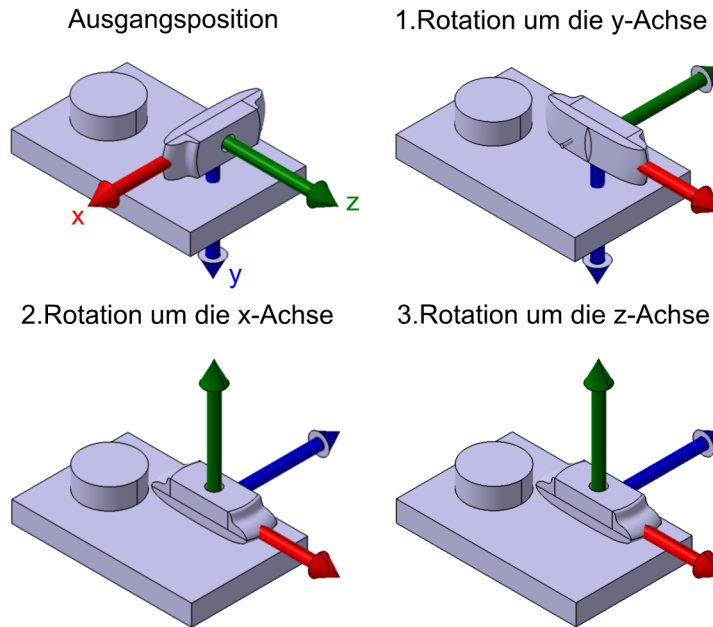 Ausgangsposition
1.Rotation um die y-Achse
x
z
y
2.Rotation um die x-Achse
3.Rotation um die z-Achse